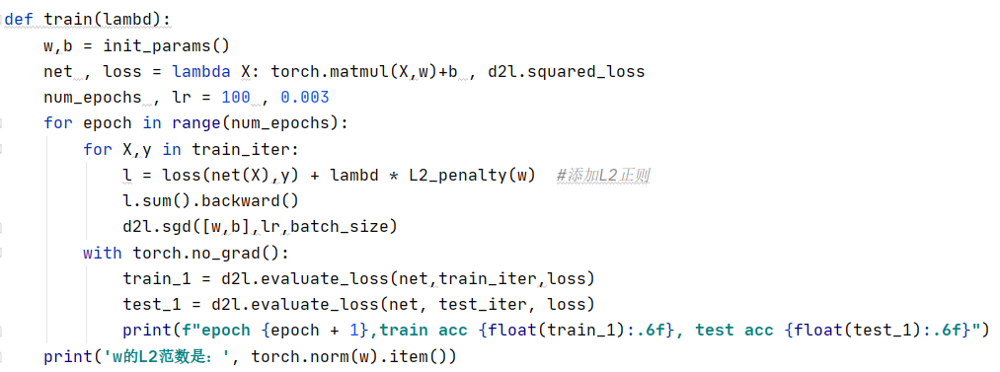 def train(lambd):
    w,b = init_params()
    net , loss = lambda X: torch.matmul(X,w)+b , d2l.squared_loss
    num_epochs , lr = 100 , 0.003
    for epoch in range(num_epochs):
        for X,y in train_iter:
            l = loss(net(X),y) + lambd * L2_penalty(w)  #添加L2正则
            l.sum().backward()
            d2l.sgd([w,b],lr,batch_size)
        with torch.no_grad():
            train_1 = d2l.evaluate_loss(net,train_iter,loss)
            test_1 = d2l.evaluate_loss(net, test_iter, loss)
            print(f"epoch {epoch + 1},train acc {float(train_1):.6f}, test acc {float(test_1):.6f}")
    print('w的L2范数是：', torch.norm(w).item())